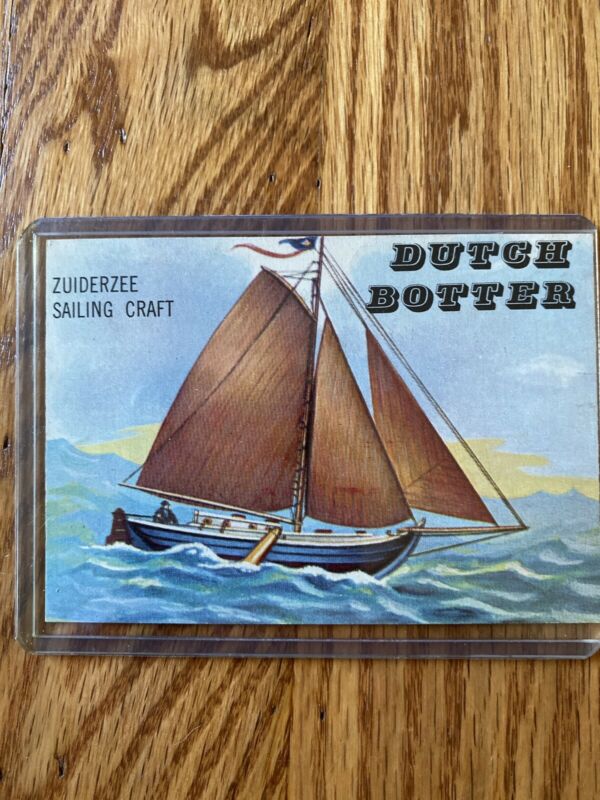 ZUIDERZEE
SAILING CRAFT
DUTCH
BOTTER